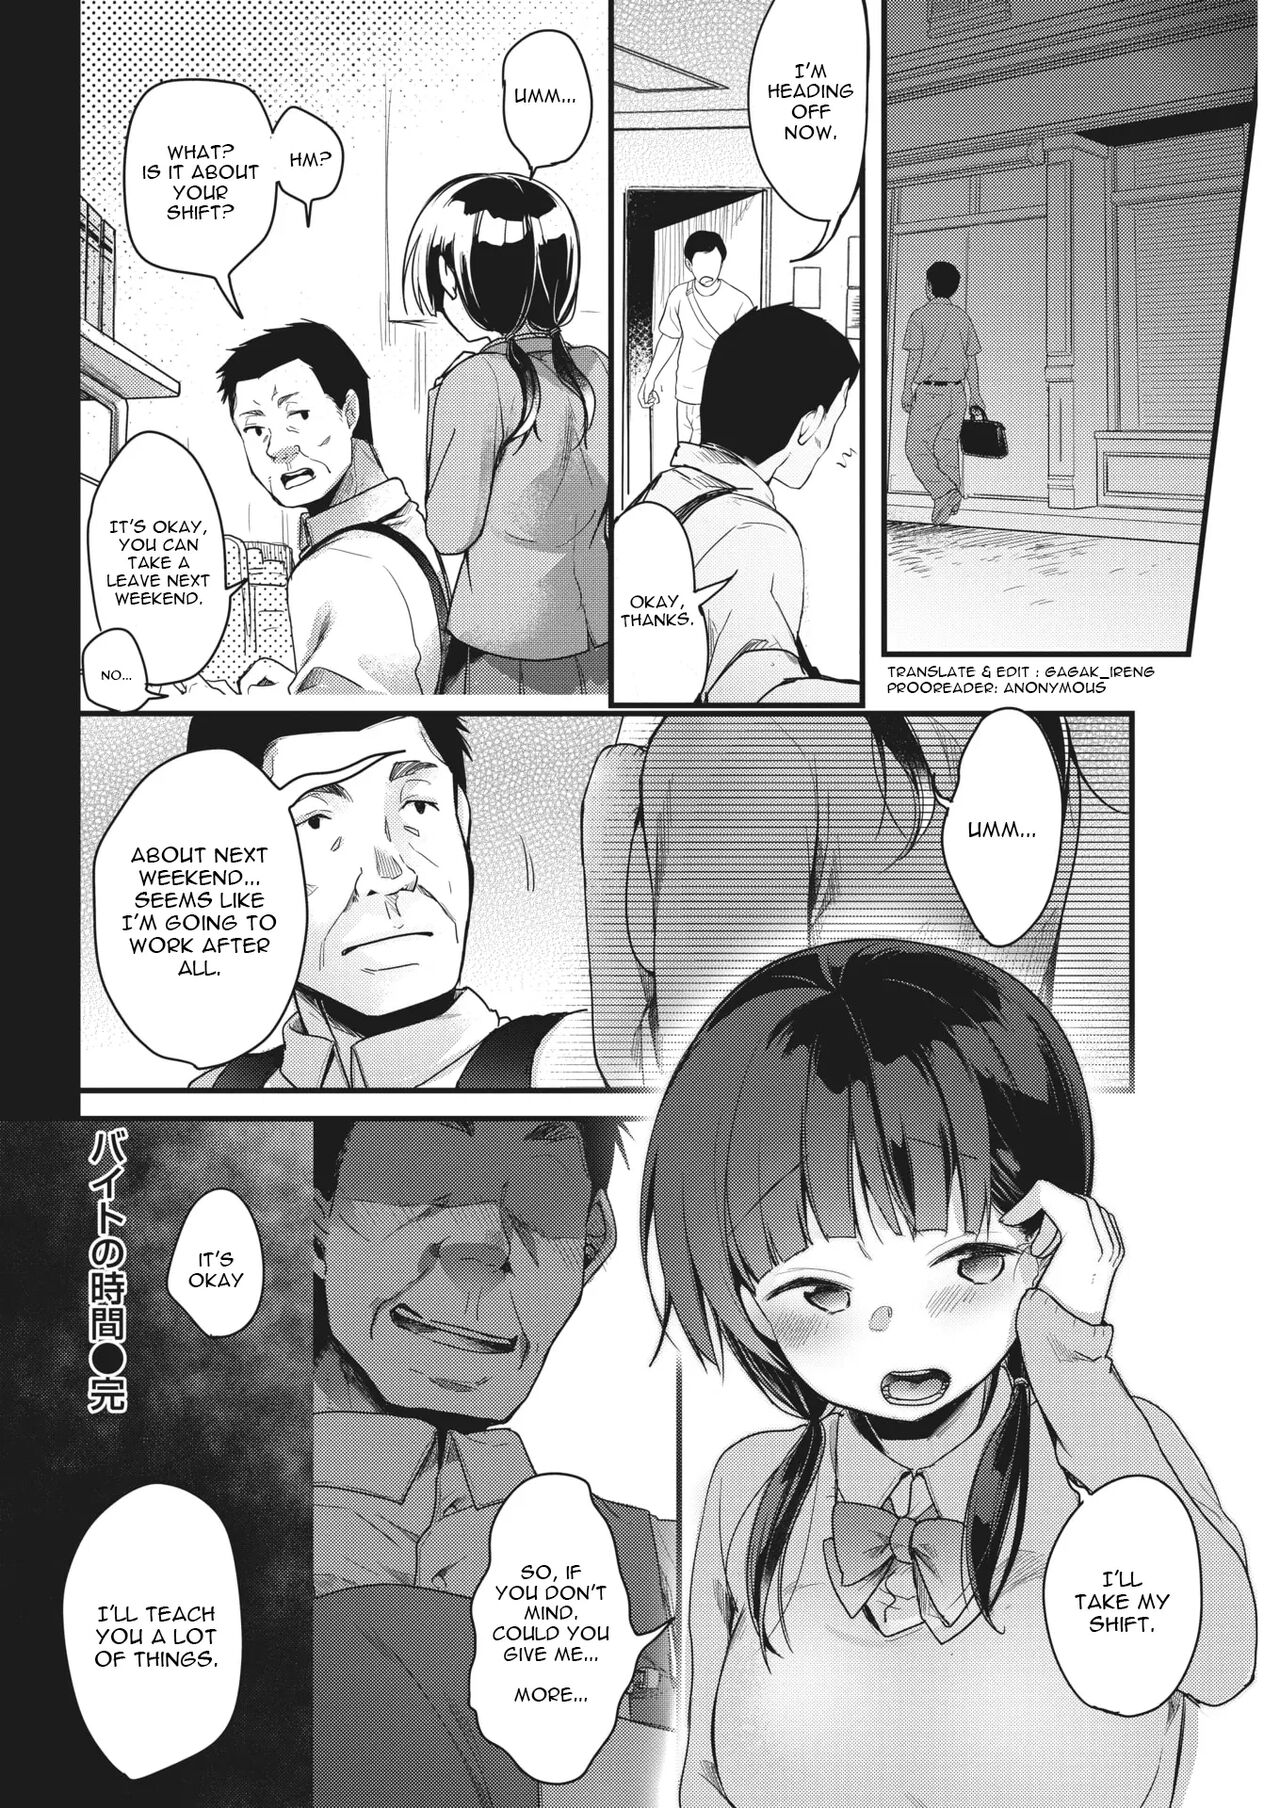 I'M
HEADING
OFF
NOW.
OKAY,
THANKS.
UMM...
HM?
WHAT?
IS IT ABOUT
YOUR
SHIFT?
IT'S OKAY,
YOU CAN
TAKE A
LEAVE NEXT
WEEKEND.
NO...
TRANSLATE & EDIT : GAGAK_IRENG
PROOREADER: ANONYMOUS
UMM...
ABOUT NEXT
WEEKEND...
SEEMS LIKE
I'M GOING TO
WORK AFTER
ALL.
I'LL
TAKE MY
SHIFT.
SO, IF
YOU DON'T
MIND,
COULD YOU
GIVE ME...
MORE...
IT'S
OKAY
I'LL TEACH
YOU A LOT
OF THINGS.
バイトの時間●完